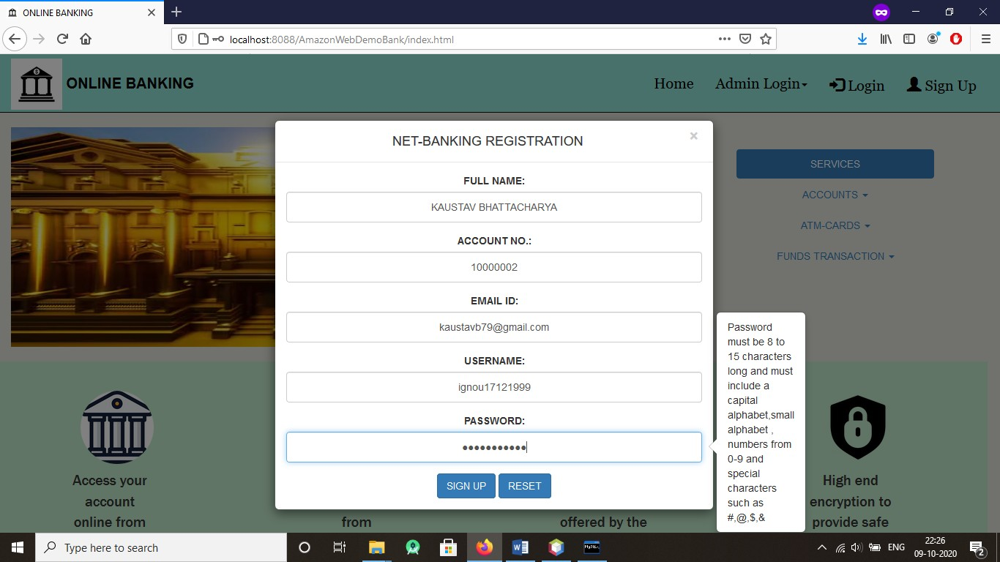 ONLINE BANKING
localhost:8088/AmazonWebDemoBank/index.html
ONLINE BANKING
Home Admin Login Login Sign Up
NET-BANKING REGISTRATION
×
FULL NAME:
KAUSTAV BHATTACHARYA
ACCOUNT NO.:
10000002
EMAIL ID:
kaustavb79@gmail.com
USERNAME:
ignou17121999
PASSWORD:
•••••••••••
SIGN UP RESET
SERVICES
ACCOUNTS
ATM-CARDS
FUNDS TRANSACTION
Password
must be 8 to
15 characters
long and must
include a
capital
alphabet,small
alphabet ,
numbers from
0-9 and
special
characters
such as
#,@,$,&
Access your
account
online from
from
offered by the
High end
encryption to
provide safe
Type here to search
MySQL
ENG
22:26
09-10-2020
2